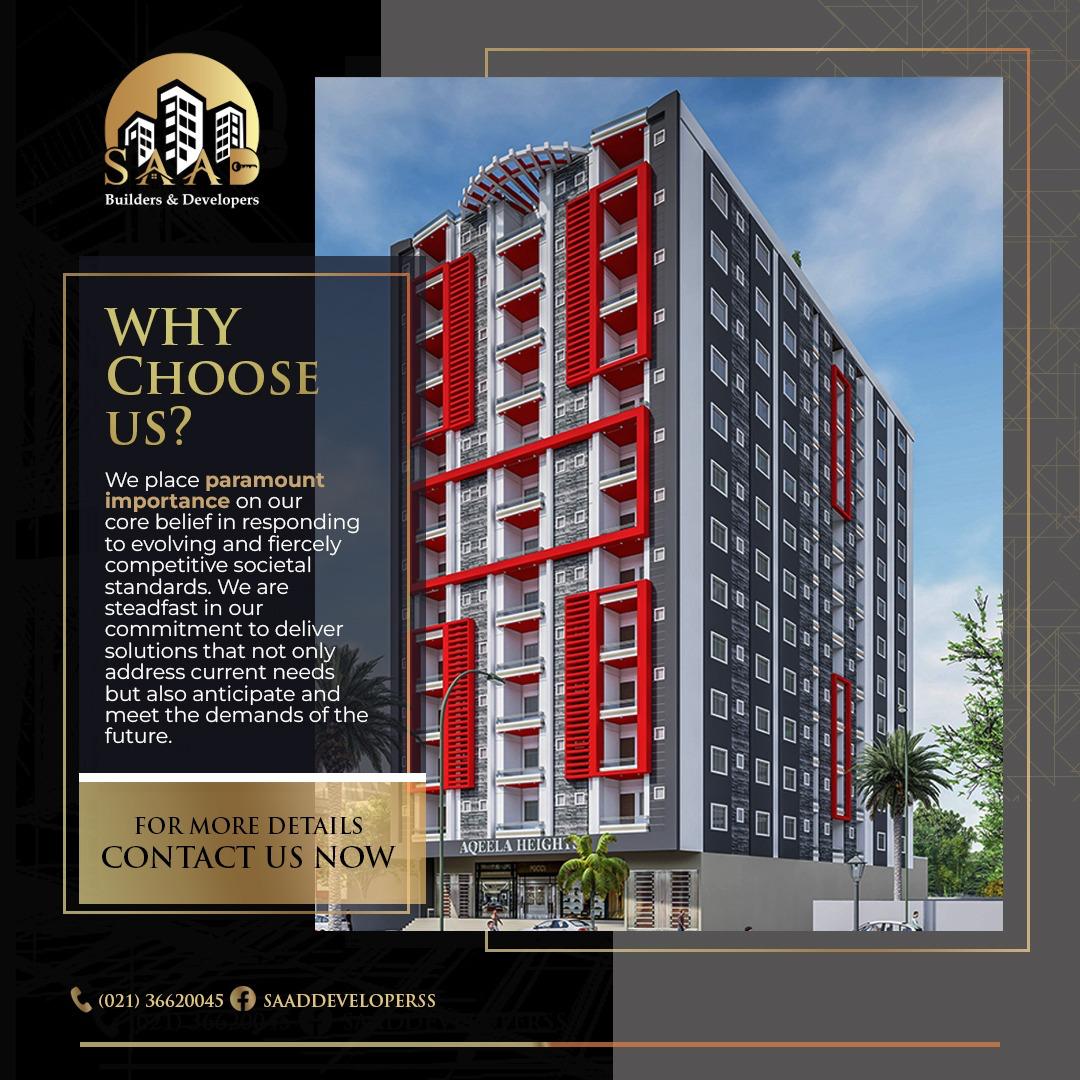 SAAD
Builders & Developers
WHY
CHOOSE
US?
We place paramount
importance on our
core belief in responding
to evolving and fiercely
competitive societal
standards. We are
steadfast in our
commitment to deliver
solutions that not only
address current needs
but also anticipate and
meet the demands of the
future.
FOR MORE DETAILS
CONTACT US NOW
AQEELA HEIGHT
(021) 36620045 SAADDEVELOPERSS